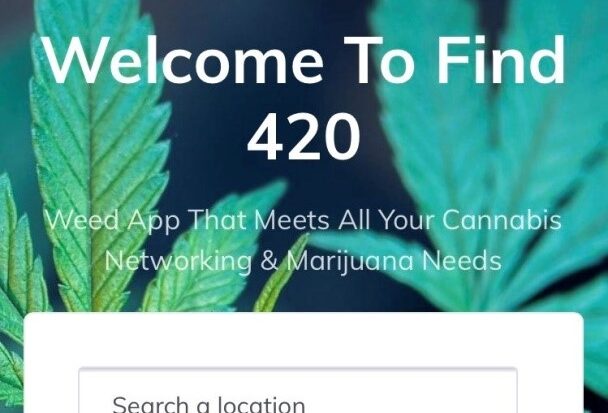 Welcome To Find
420
Weed App That Meets All Your Cannabis
Networking & Marijuana Needs
Search a location